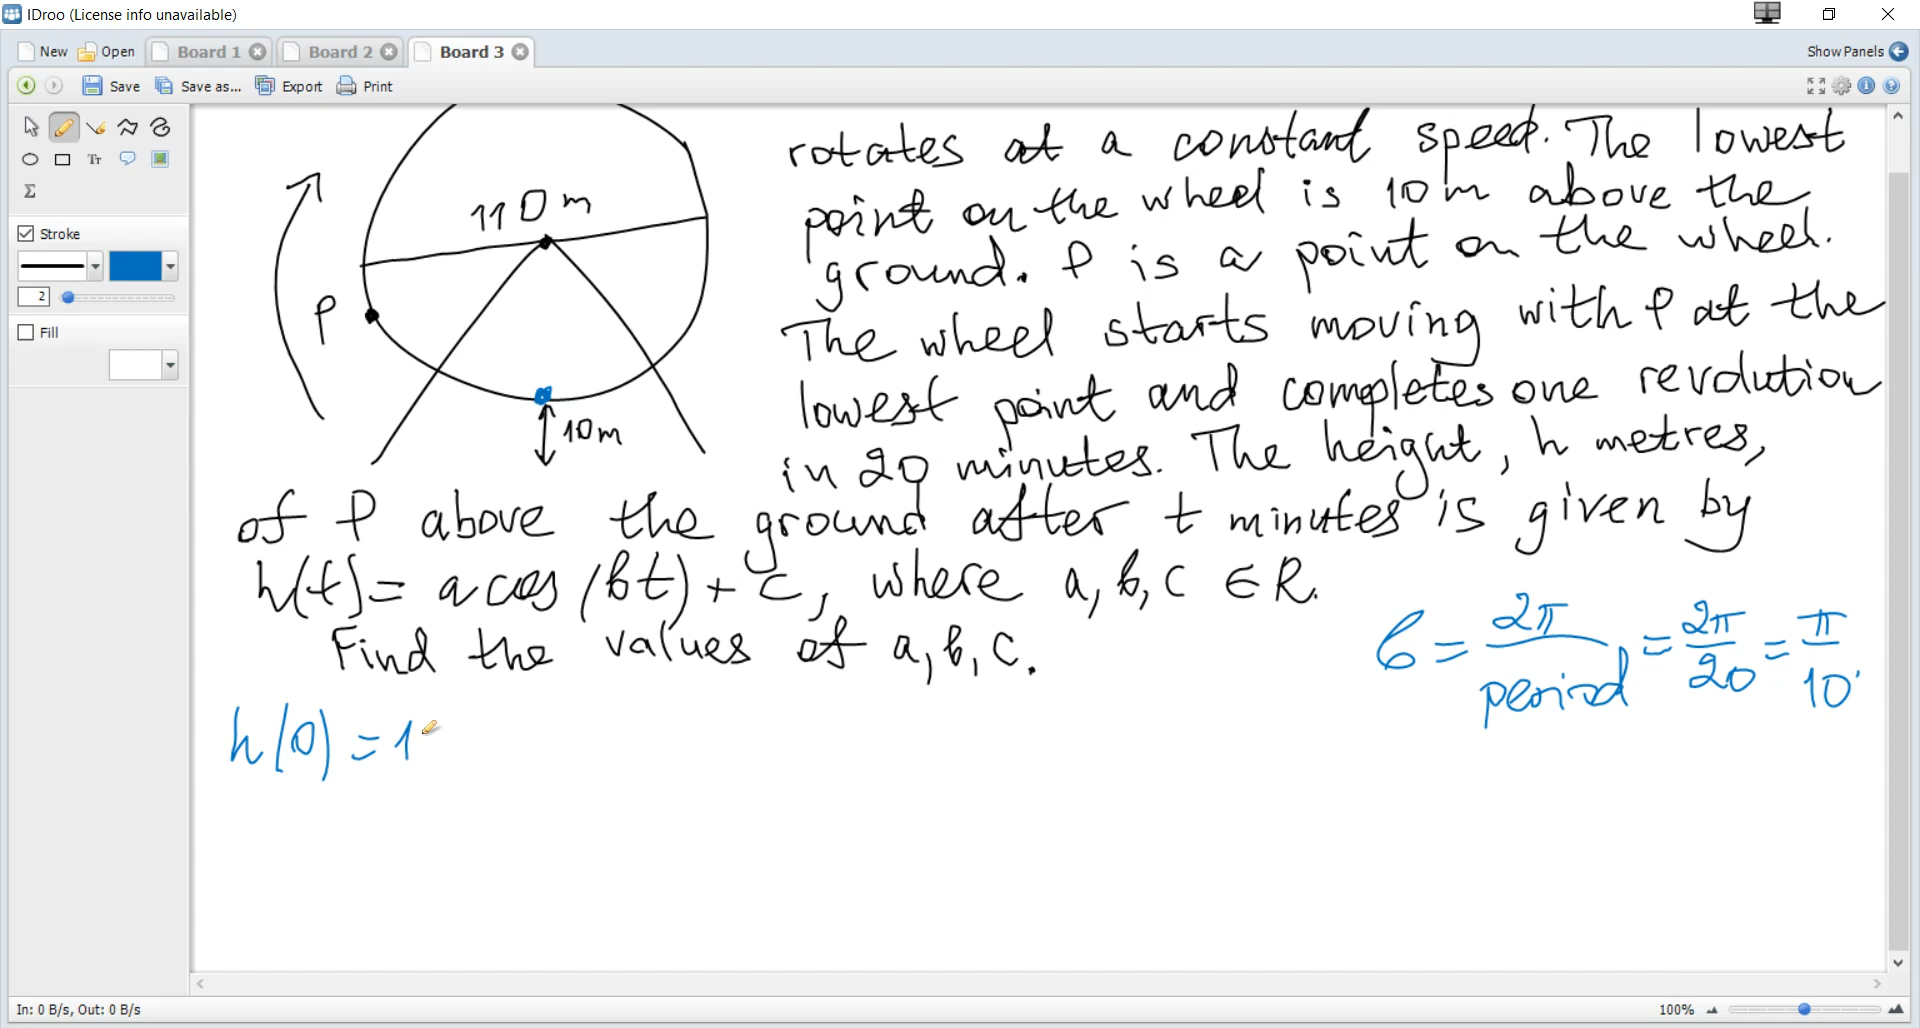 IDroo (License info unavailable)
New Open Board 1 Board 2 Board 3 Show Panels
Save Save as... Export Print
Tт
Σ
Stroke
2
Fill
110 m
P
10m
rotates at a constant speed. The lowest
point on the wheel is 10m above the
ground. P is a point on the wheel.
The wheel starts moving with P at the
lowest point and completes one revolution
in 20 minutes. The height, h metres,
of P above the ground after t minutes is given by
h(t) = a cos (bt) + c, where a, b, c ∈ R.
Find the values of a, b, c.
b = 2π/period = 2π/20 = π/10.
h(0) = 1
In: 0 B/s, Out: 0 B/s 100%